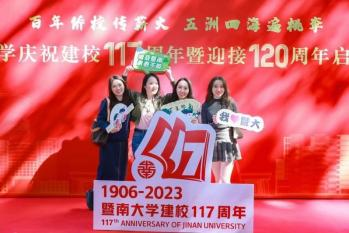 百年侨校传薪火 五洲四海遍桃李
学庆祝建校117周年暨迎接120周年启
我 暨大
117
1906-2023
暨南大学建校117周年
117th ANNIVERSARY OF JINAN UNIVERSITY